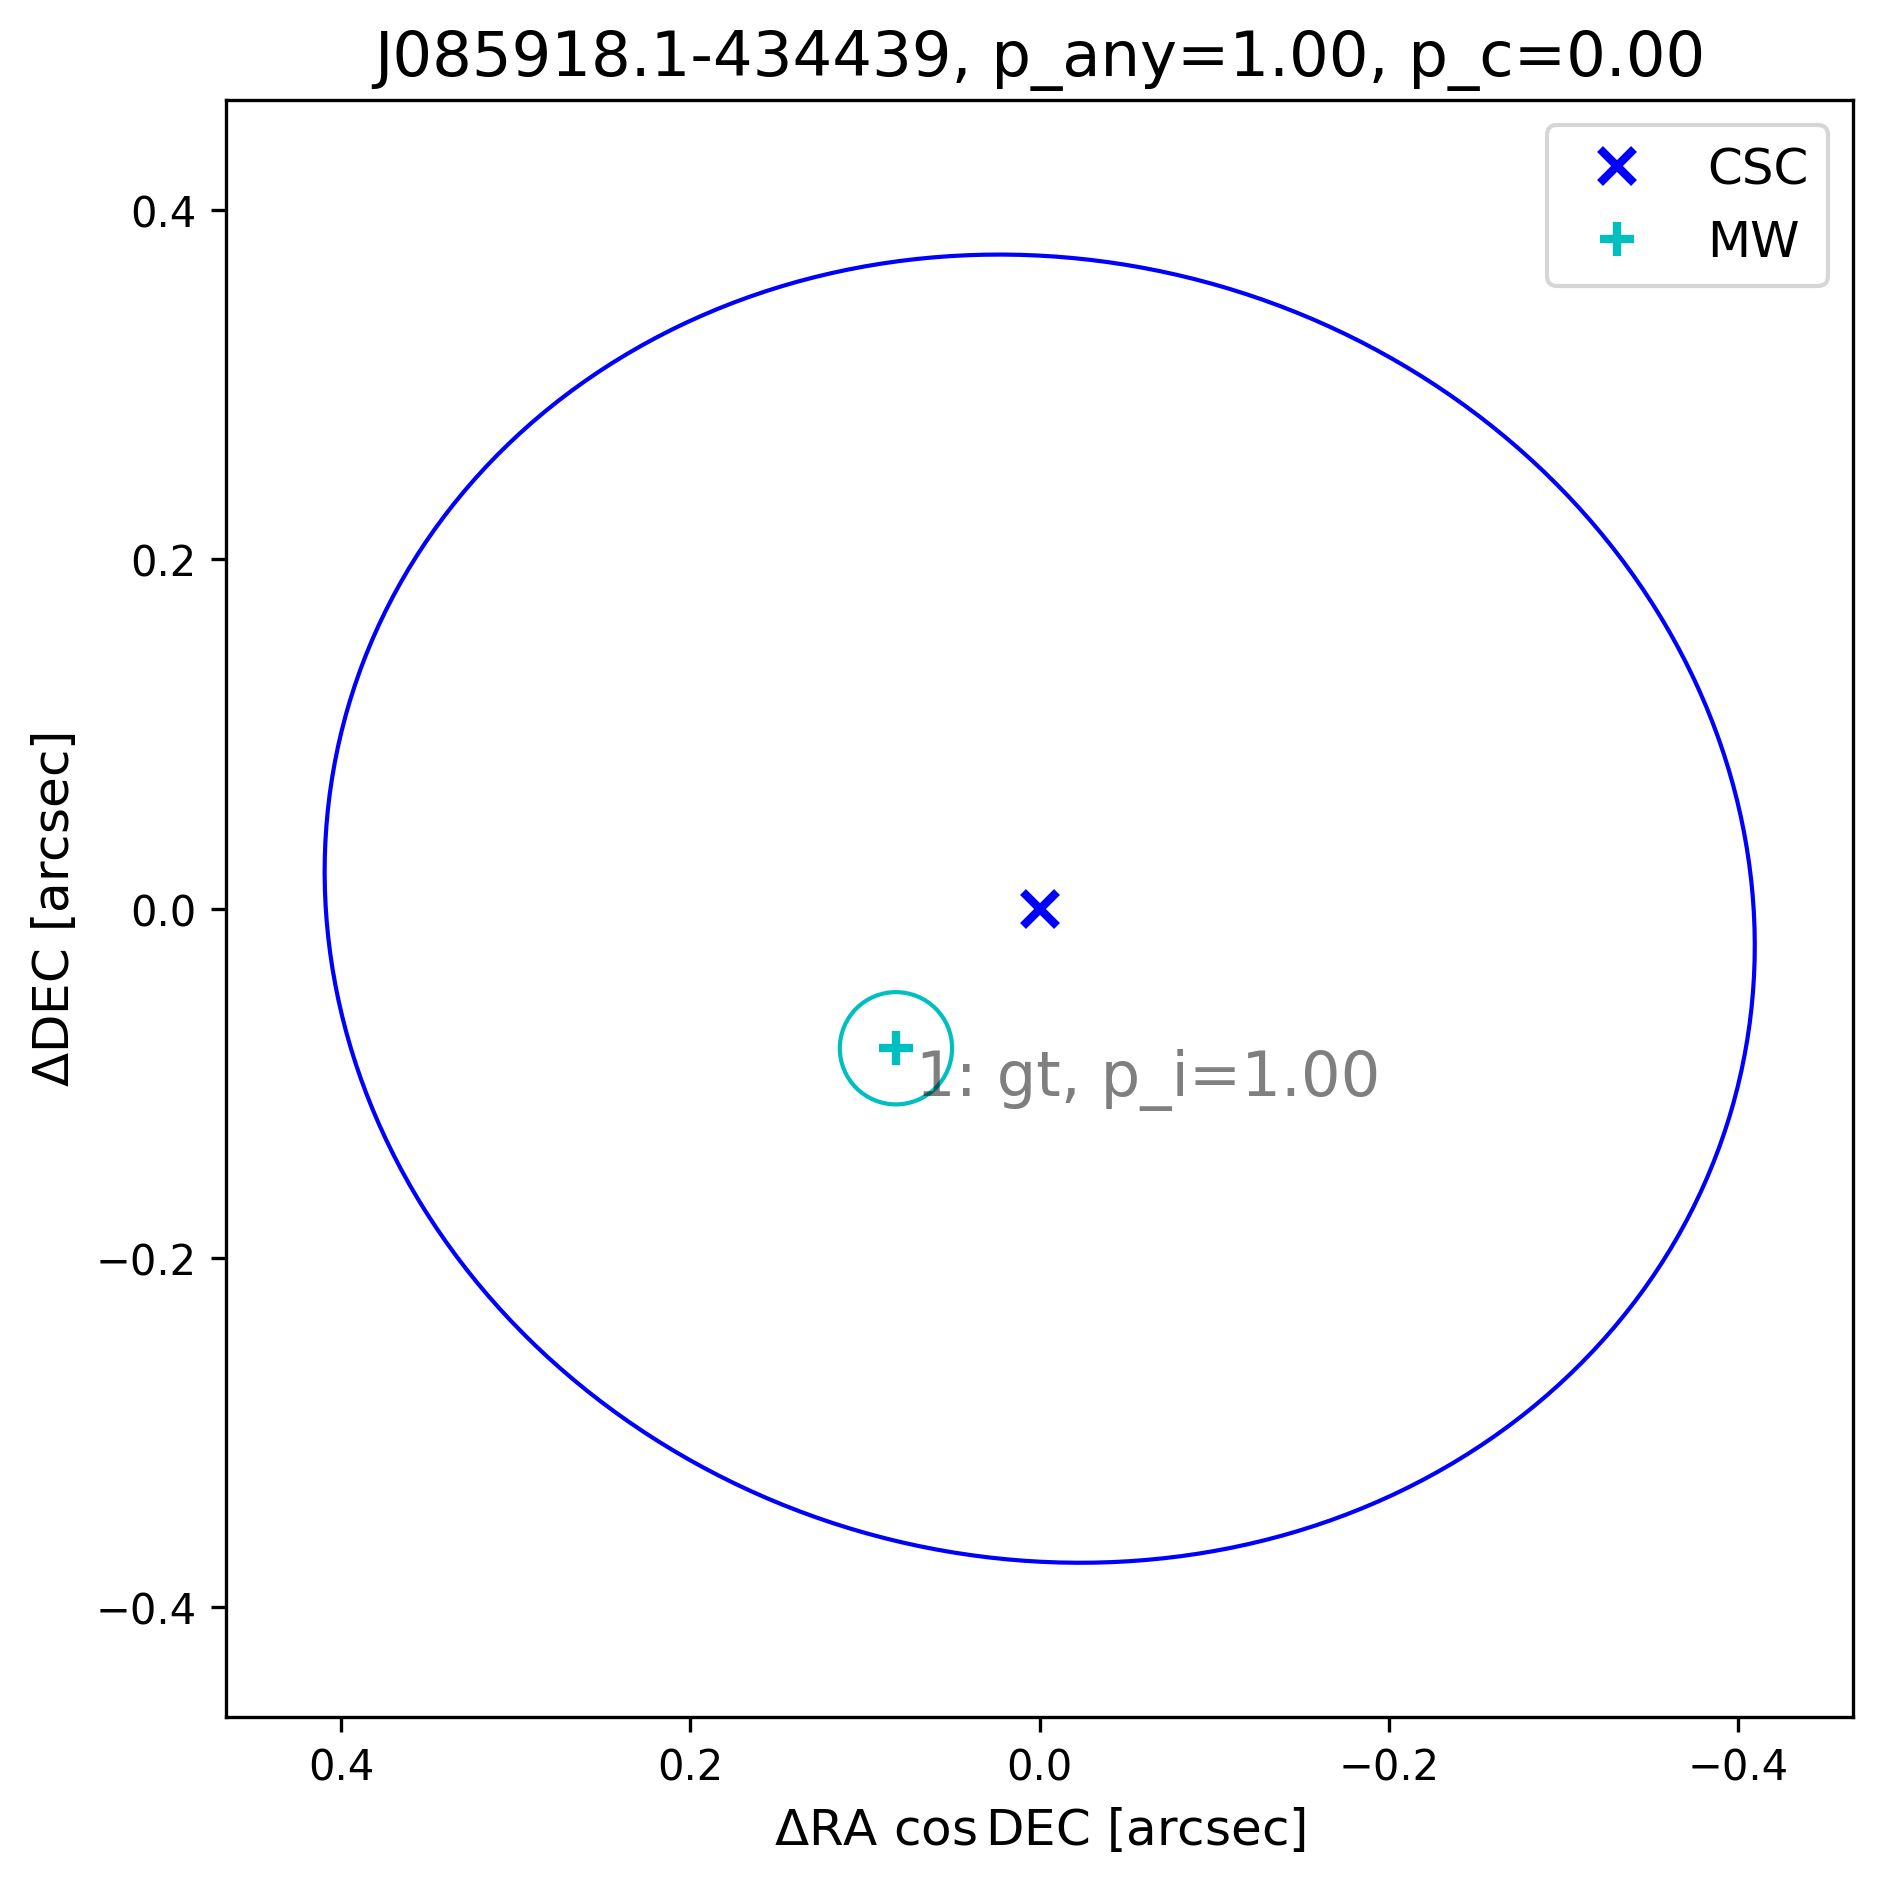 J085918.1-434439, p_any=1.00, p_c=0.00
CSC
MW
0.4
0.2
0.0
−0.2
−0.4
ΔDEC [arcsec]
1: gt, p_i=1.00
0.4
0.2
0.0
−0.2
−0.4
ΔRA cos DEC [arcsec]